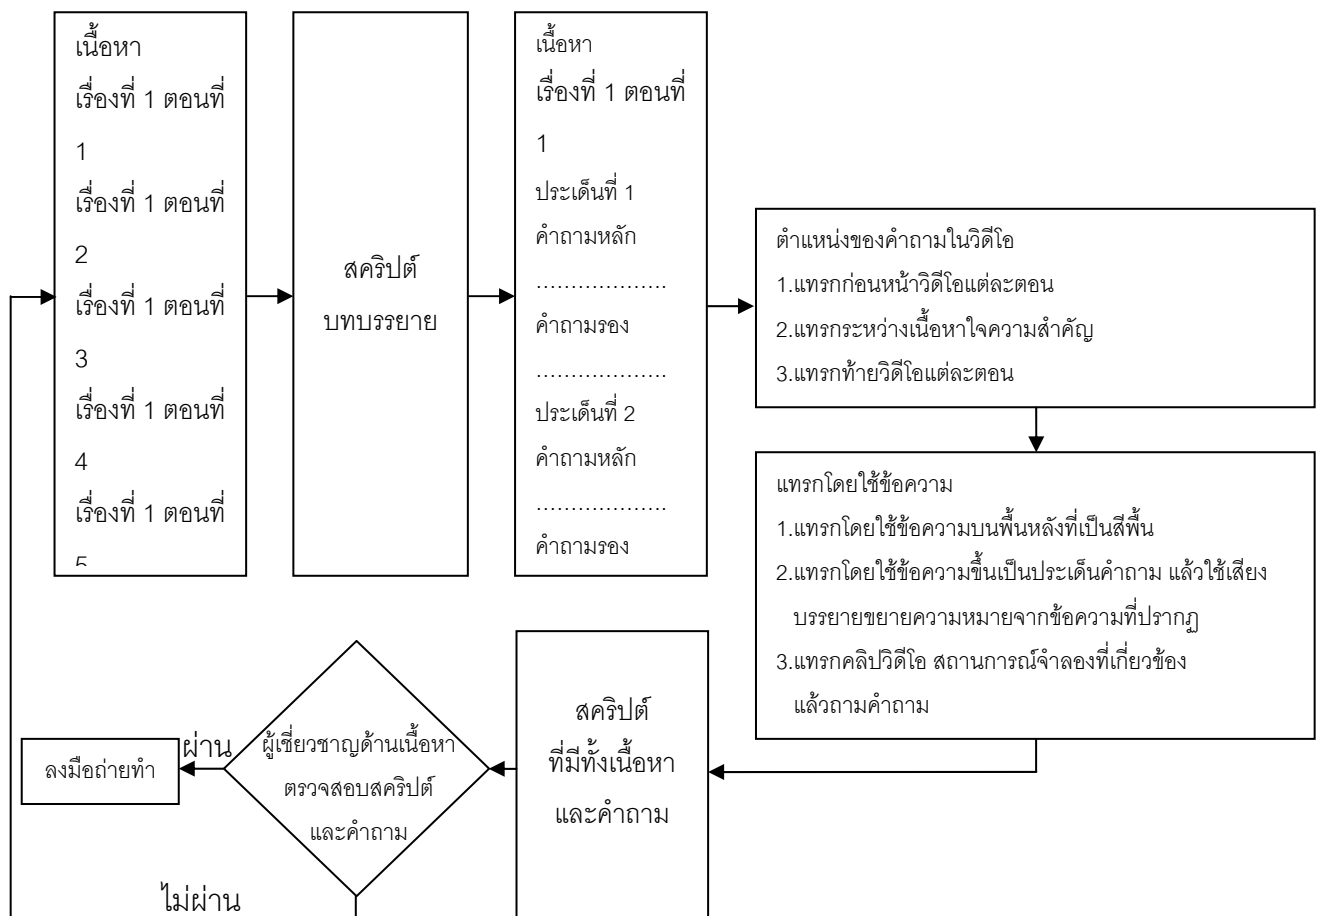 เนื้อหา
เรื่องที่ 1 ตอนที่
1
เรื่องที่ 1 ตอนที่
2
เรื่องที่ 1 ตอนที่
3
เรื่องที่ 1 ตอนที่
4
เรื่องที่ 1 ตอนที่
5
สคริปต์
บทบรรยาย
เนื้อหา
เรื่องที่ 1 ตอนที่
1
ประเด็นที่ 1
คำถามหลัก
...................
คำถามรอง
...................
ประเด็นที่ 2
คำถามหลัก
...................
คำถามรอง
ตำแหน่งของคำถามในวิดีโอ
1.แทรกก่อนหน้าวิดีโอแต่ละตอน
2.แทรกระหว่างเนื้อหาใจความสำคัญ
3.แทรกท้ายวิดีโอแต่ละตอน
แทรกโดยใช้ข้อความ
1.แทรกโดยใช้ข้อความบนพื้นหลังที่เป็นสีพื้น
2.แทรกโดยใช้ข้อความขึ้นเป็นประเด็นคำถาม แล้วใช้เสียง
บรรยายขยายความหมายจากข้อความที่ปรากฏ
3.แทรกคลิปวิดีโอ สถานการณ์จำลองที่เกี่ยวข้อง
แล้วถามคำถาม
สคริปต์
ที่มีทั้งเนื้อหา
และคำถาม
ผู้เชี่ยวชาญด้านเนื้อหา
ตรวจสอบสคริปต์
และคำถาม
ผ่าน
ลงมือถ่ายทำ
ไม่ผ่าน